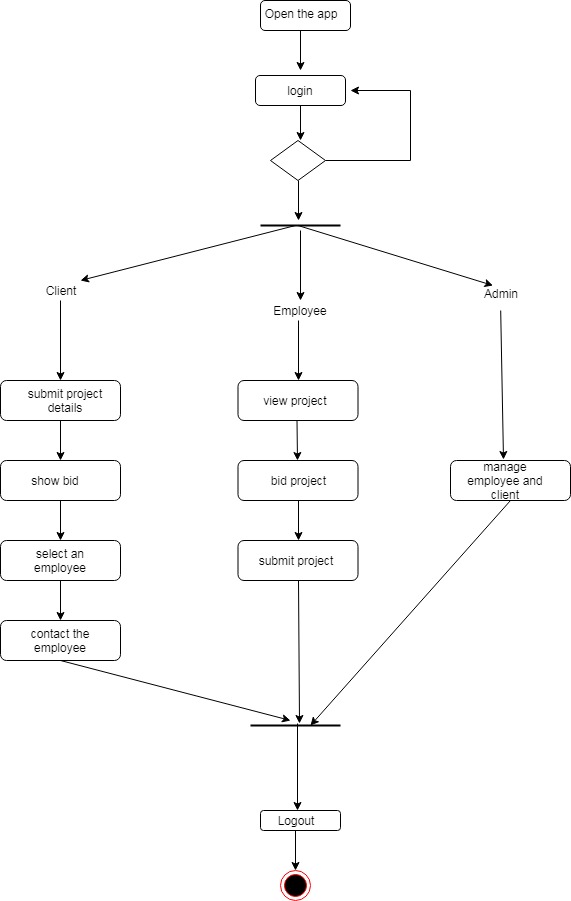 Open the app
login
Client
Employee
Admin
submit project
details
view project
manage
employee and
client
show bid
bid project
select an
employee
submit project
contact the
employee
Logout